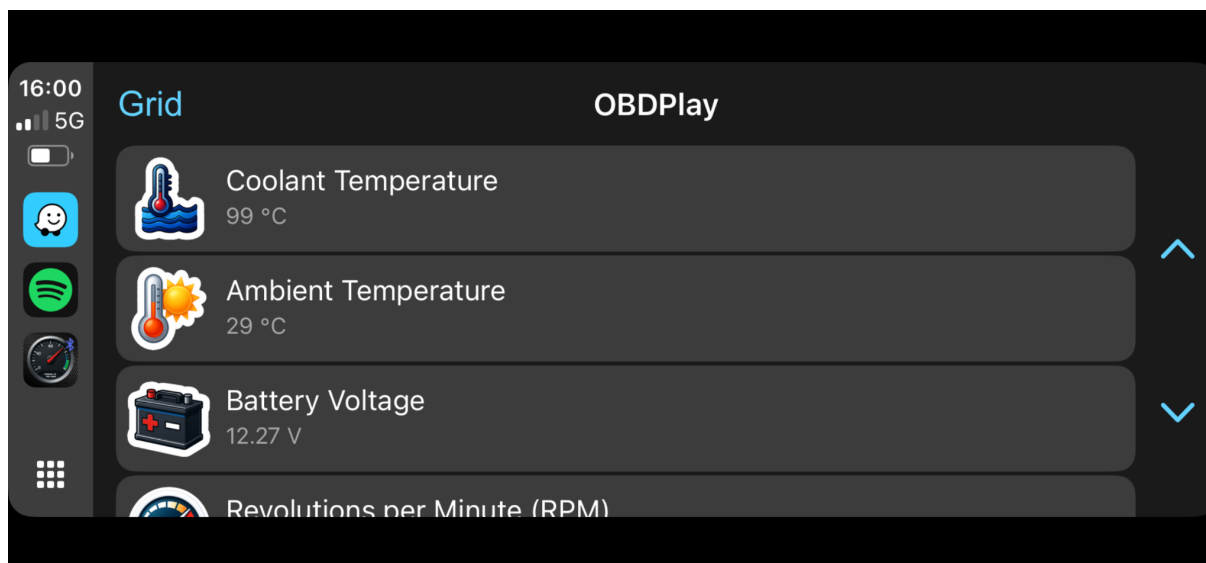 16:00
5G
Grid
OBDPlay
Coolant Temperature
99 °C
Ambient Temperature
29 °C
Battery Voltage
12.27 V
Revolutions per Minute (RPM)